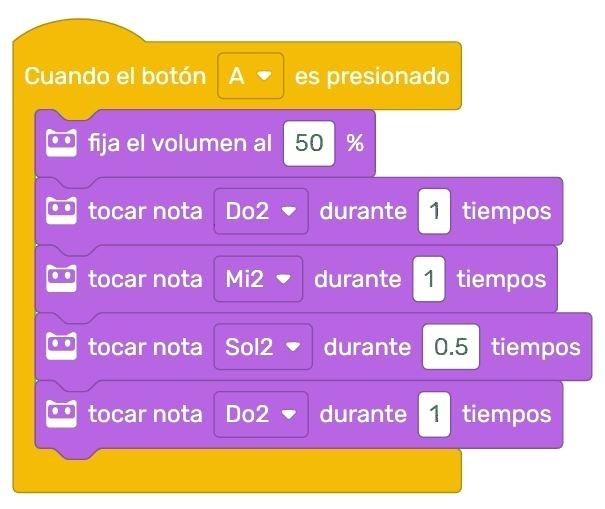 Cuando el botón A es presionado
fija el volumen al 50 %
tocar nota Do2 durante 1 tiempos
tocar nota Mi2 durante 1 tiempos
tocar nota Sol2 durante 0.5 tiempos
tocar nota Do2 durante 1 tiempos